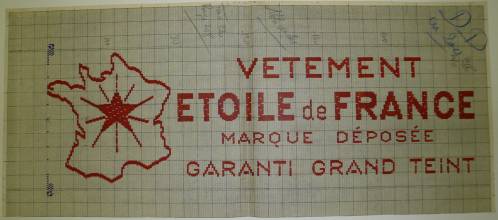 VETEMENT
ETOILE de FRANCE
MARQUE DÉPOSÉE
GARANTI GRAND TEINT